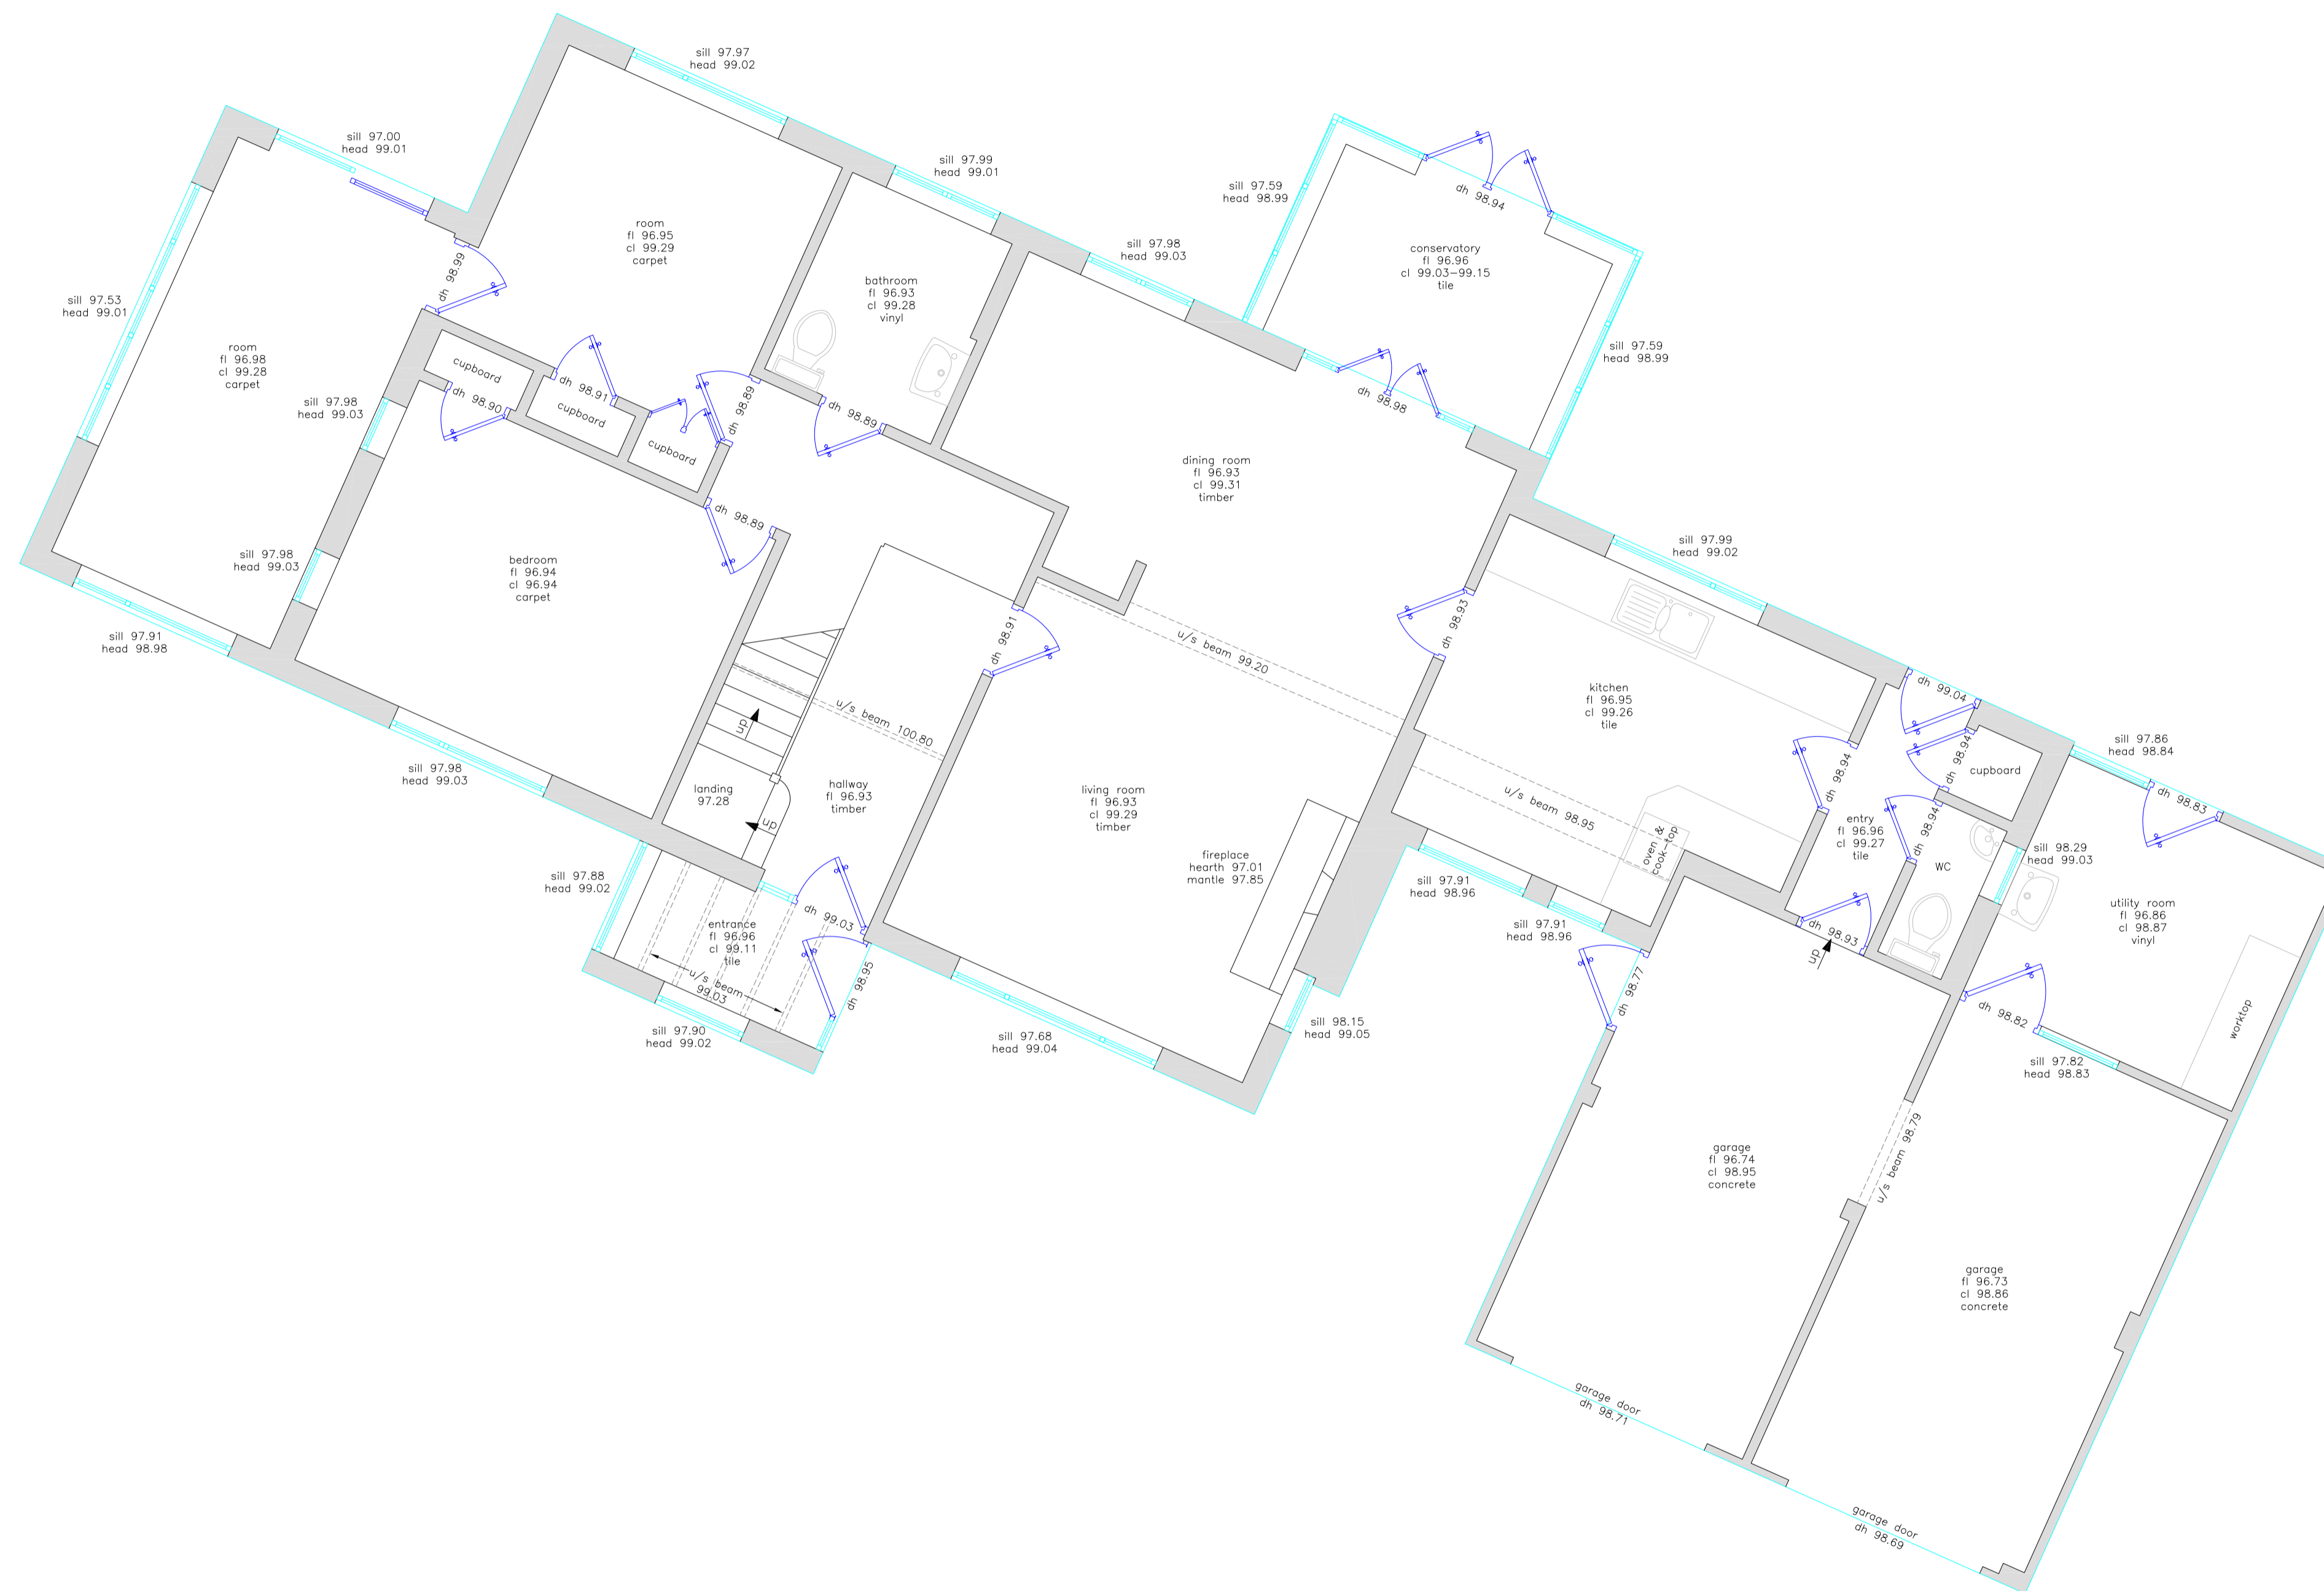 sill 97.97
head 99.02
sill 97.00
head 99.01
sill 97.99
head 99.01
sill 97.59
head 98.99
dh 98.94
sill 97.98
head 99.03
conservatory
fl 96.96
cl 99.03-99.15
tile
room
fl 96.95
cl 99.29
carpet
dh 98.99
bathroom
fl 96.93
cl 99.28
vinyl
sill 97.53
head 99.01
room
fl 96.98
cl 99.28
carpet
sill 97.59
head 98.99
cupboard
dh 98.90
dh 98.91
cupboard
cupboard
dh 98.89
dh 98.89
dh 98.98
sill 97.98
head 99.03
dining room
fl 96.93
cl 99.31
timber
dh 98.89
sill 97.98
head 99.03
bedroom
fl 96.94
cl 96.94
carpet
sill 97.99
head 99.02
sill 97.91
head 98.98
dh 98.91
u/s beam 99.20
dh 98.93
kitchen
fl 96.95
cl 99.26
tile
dh 99.04
u/s beam 100.80
up
sill 97.98
head 99.03
landing
97.28
up
hallway
fl 96.93
timber
living room
fl 96.93
cl 99.29
timber
u/s beam 98.95
oven &
cook-top
dh 98.94
dh 98.94
cupboard
sill 97.86
head 98.84
dh 98.83
entry
fl 96.96
cl 99.27
tile
dh 98.94
WC
sill 98.29
head 99.03
fireplace
hearth 97.01
mantle 97.85
sill 97.88
head 99.02
sill 97.91
head 98.96
sill 97.91
head 98.96
dh 99.03
entrance
fl 96.96
cl 99.11
tile
u/s beam
99.03
dh 98.95
dh 98.93
up
utility room
fl 96.86
cl 98.87
vinyl
dh 98.77
dh 98.82
worktop
sill 97.90
head 99.02
sill 97.68
head 99.04
sill 98.15
head 99.05
sill 97.82
head 98.83
u/s beam 98.79
garage
fl 96.74
cl 98.95
concrete
garage
fl 96.73
cl 98.86
concrete
garage door
dh 98.71
garage door
dh 98.69